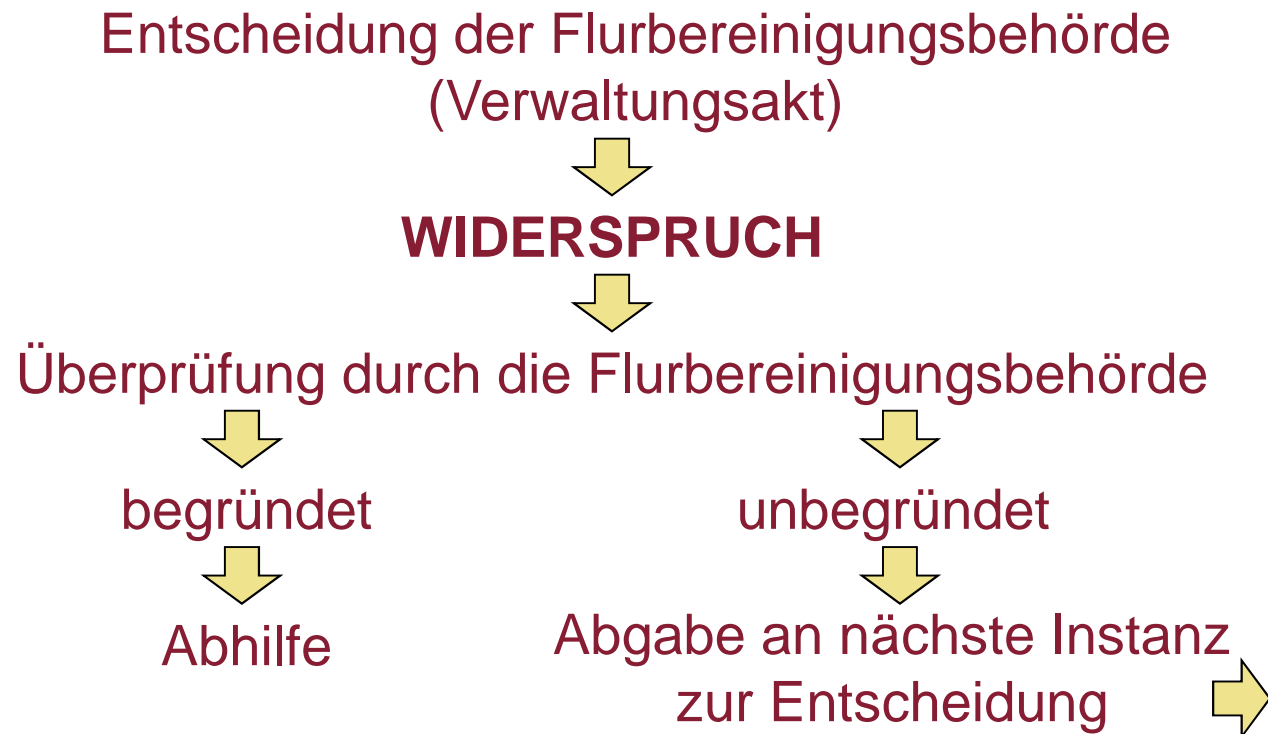 Entscheidung der Flurbereinigungsbehörde
(Verwaltungsakt)
WIDERSPRUCH
Überprüfung durch die Flurbereinigungsbehörde
begründet
unbegründet
Abhilfe
Abgabe an nächste Instanz
zur Entscheidung